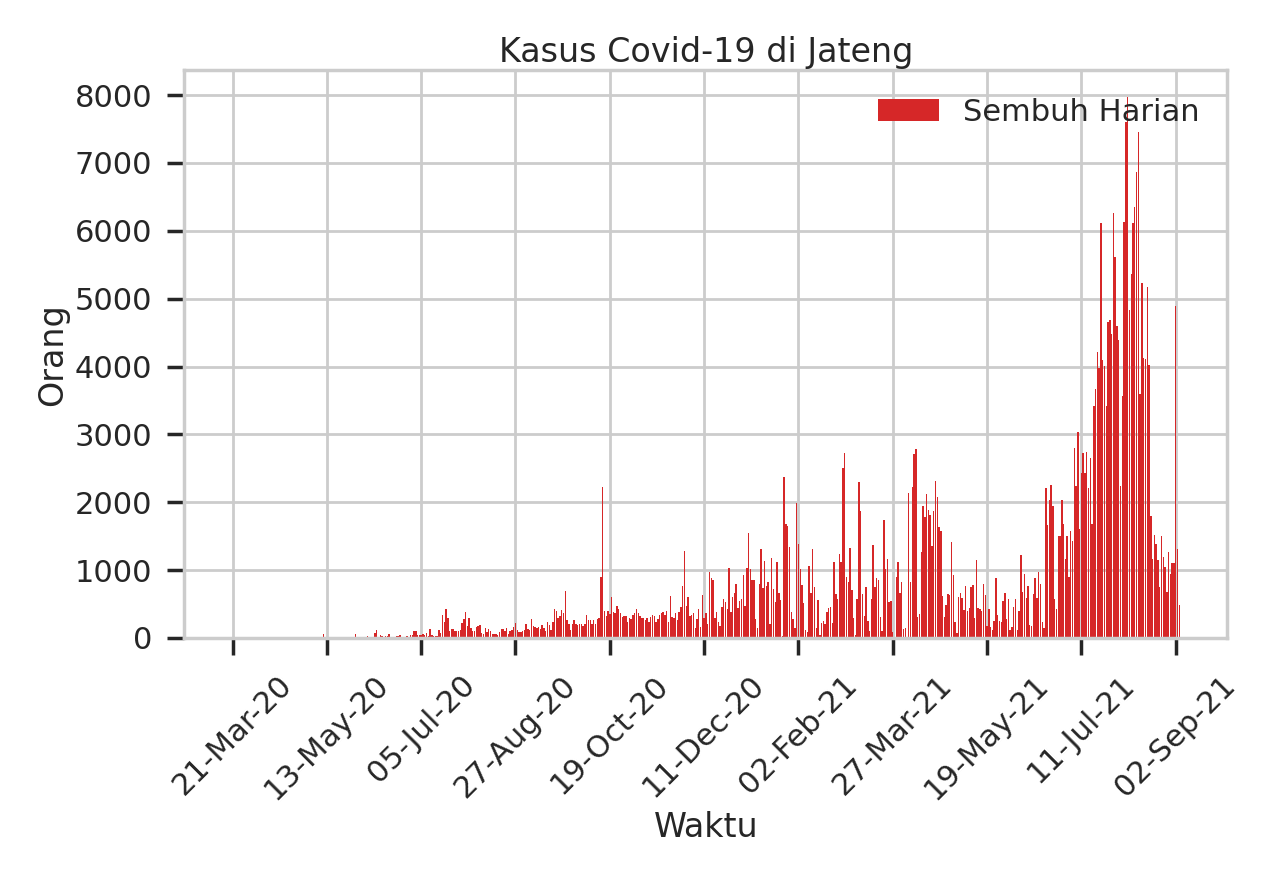 Kasus Covid-19 di Jateng
Sembuh Harian
8000
7000
6000
5000
4000
3000
2000
1000
0
Orang
21-Mar-20
13-May-20
05-Jul-20
27-Aug-20
19-Oct-20
11-Dec-20
02-Feb-21
27-Mar-21
19-May-21
11-Jul-21
02-Sep-21
Waktu